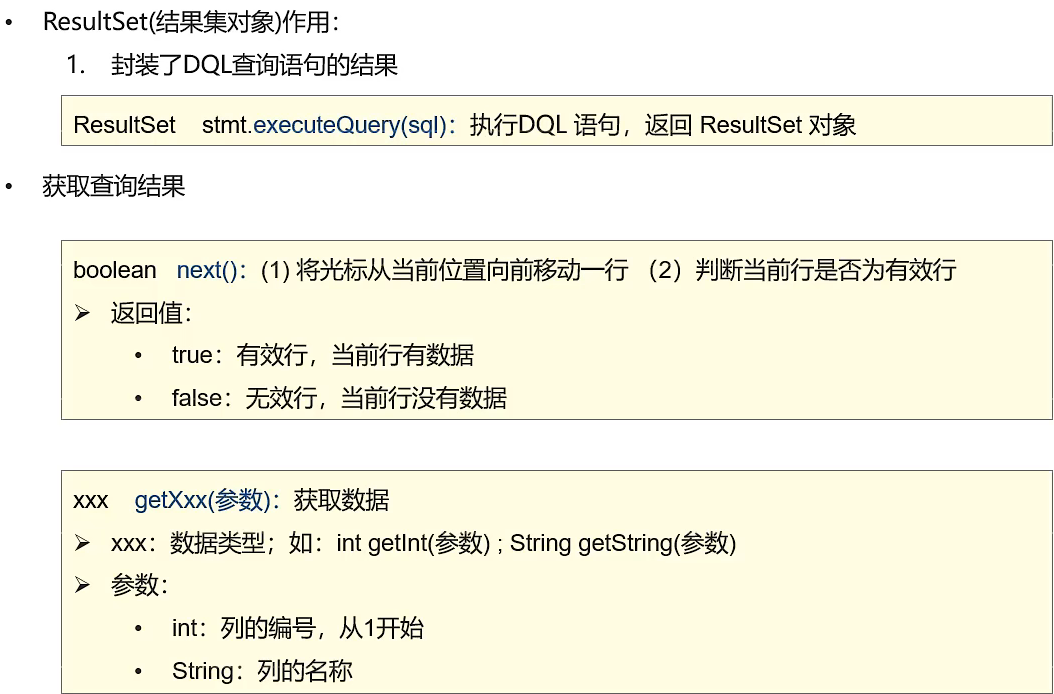 • ResultSet(结果集对象)作用：
1. 封装了DQL查询语句的结果
ResultSet stmt.executeQuery(sql)：执行DQL 语句，返回 ResultSet 对象
• 获取查询结果
boolean next()：(1) 将光标从当前位置向前移动一行 （2）判断当前行是否为有效行
➢ 返回值：
• true：有效行，当前行有数据
• false：无效行，当前行没有数据
xxx getXxx(参数)：获取数据
➢ xxx：数据类型；如：int getInt(参数) ; String getString(参数)
➢ 参数：
• int：列的编号，从1开始
• String：列的名称